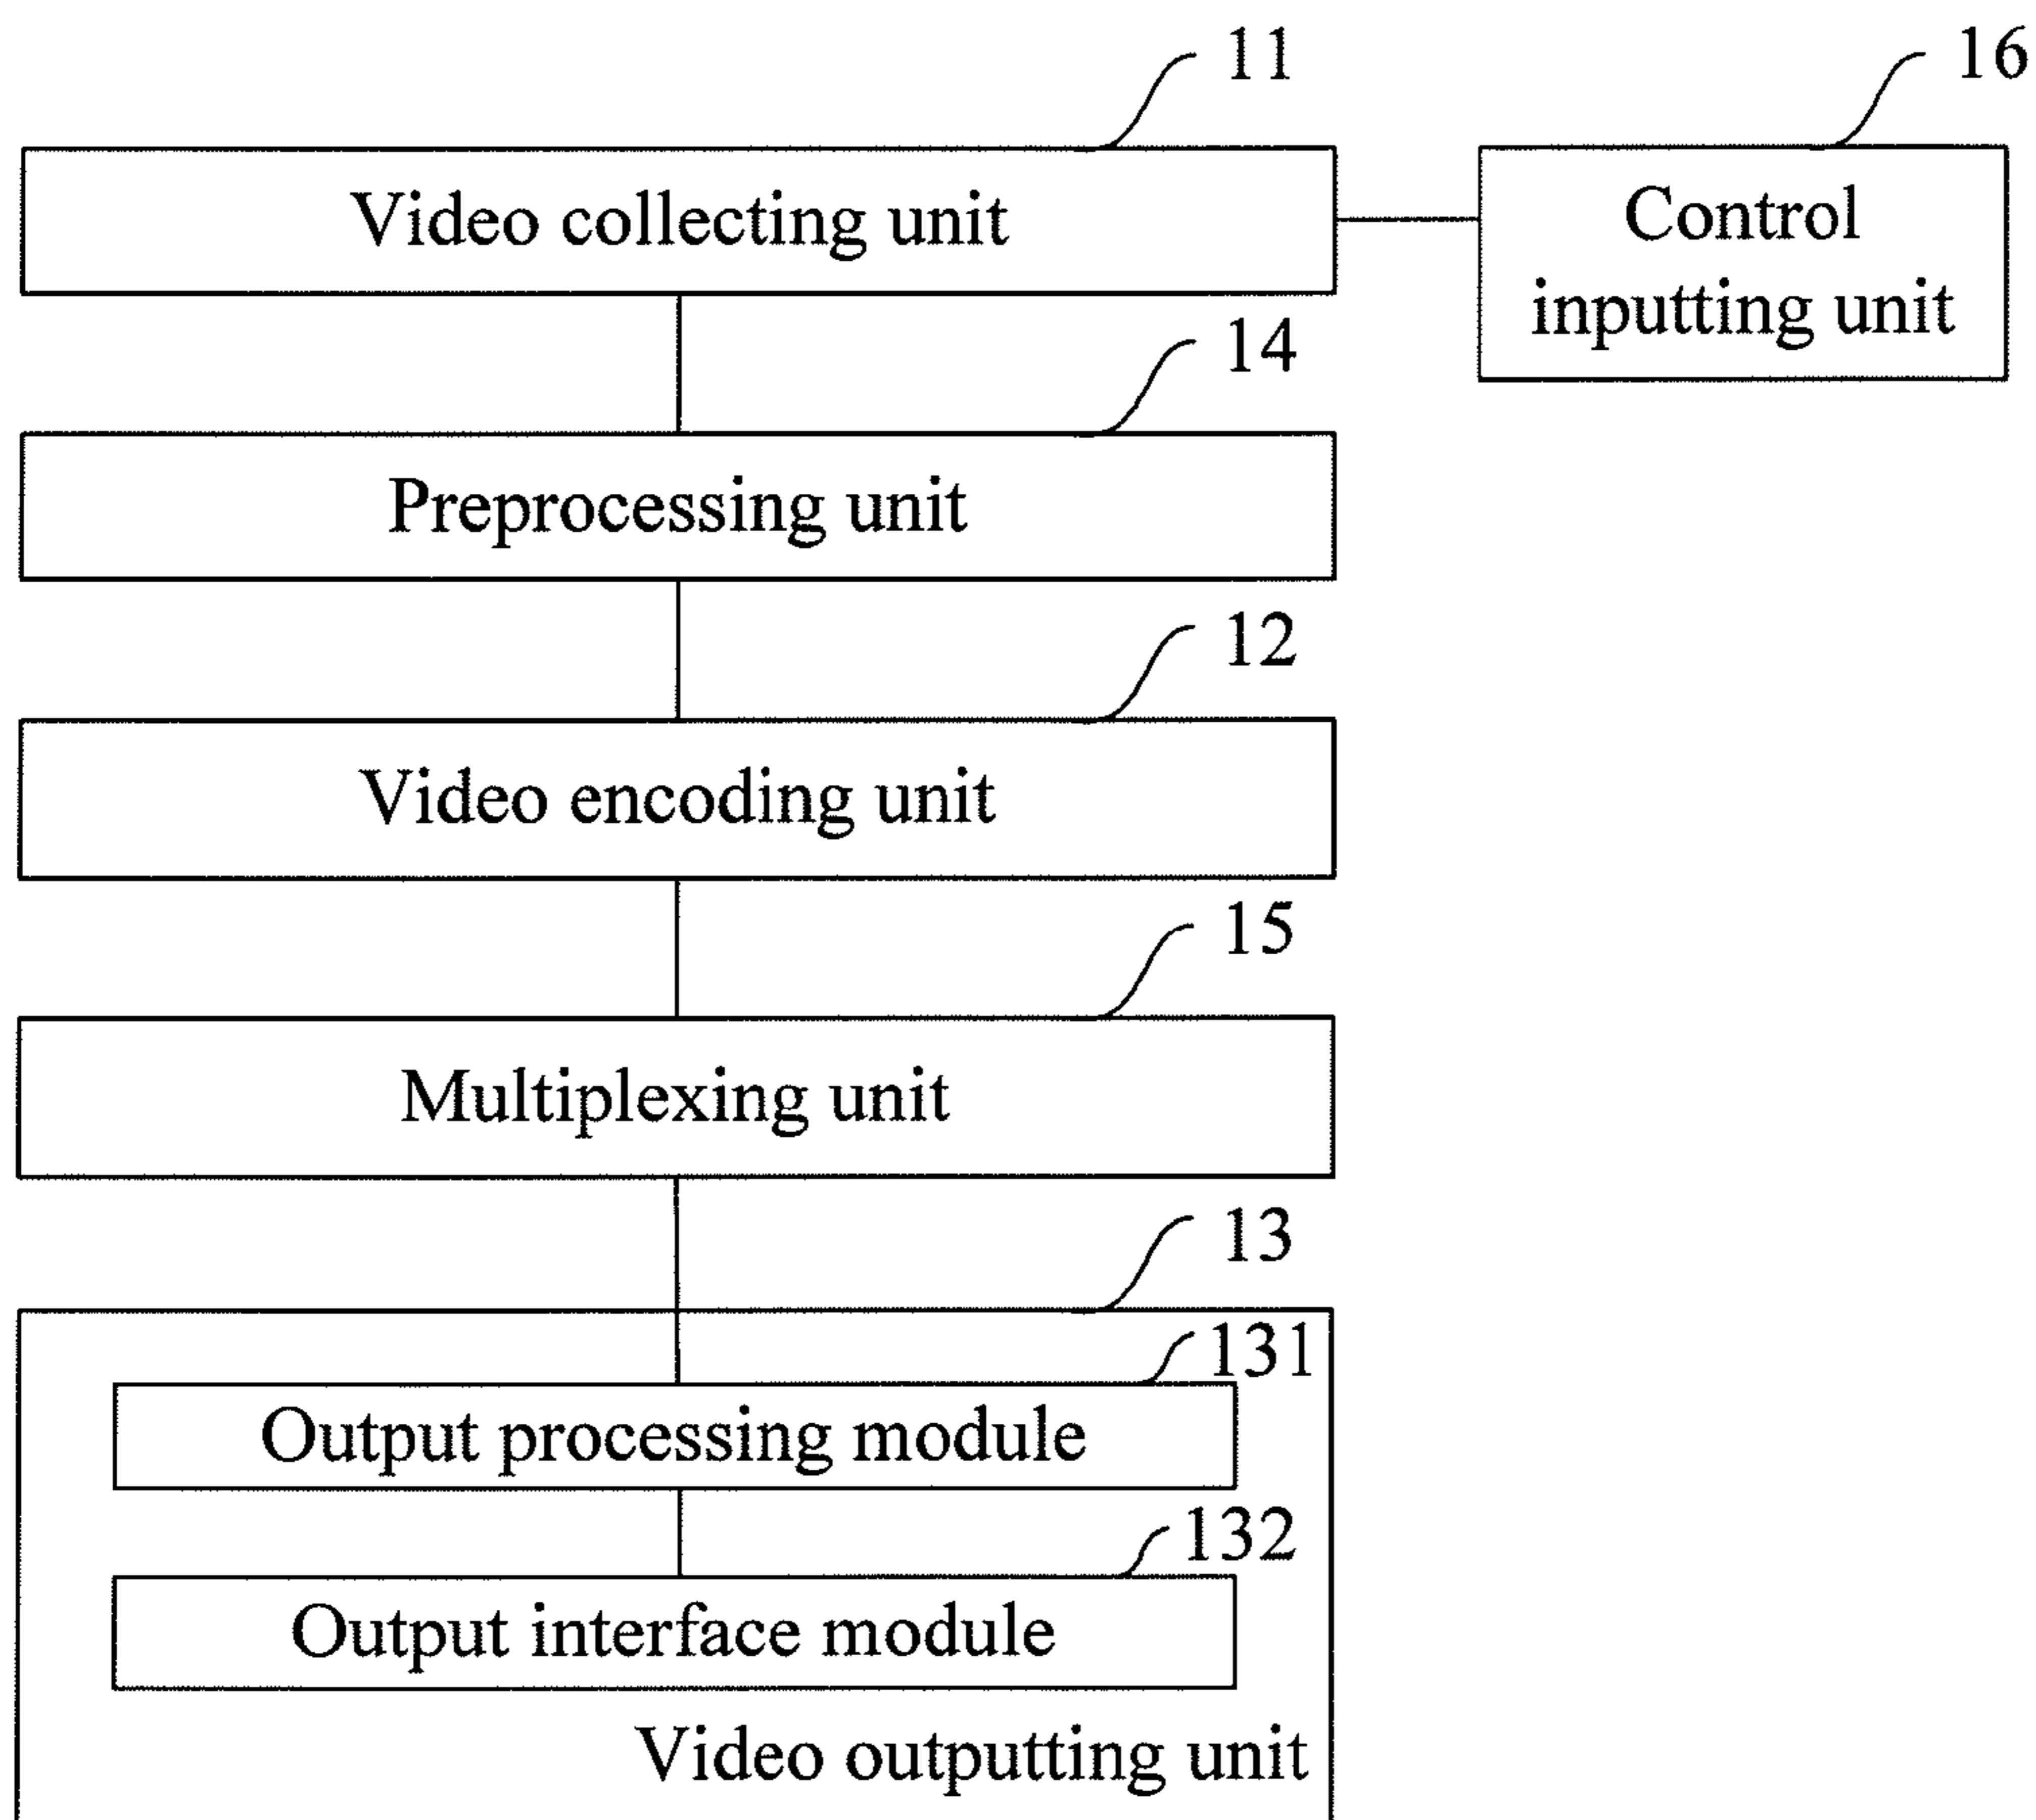 11
16
Video collecting unit
Control
inputting unit
14
Preprocessing unit
12
Video encoding unit
15
Multiplexing unit
13
131
Output processing module
132
Output interface module
Video outputting unit